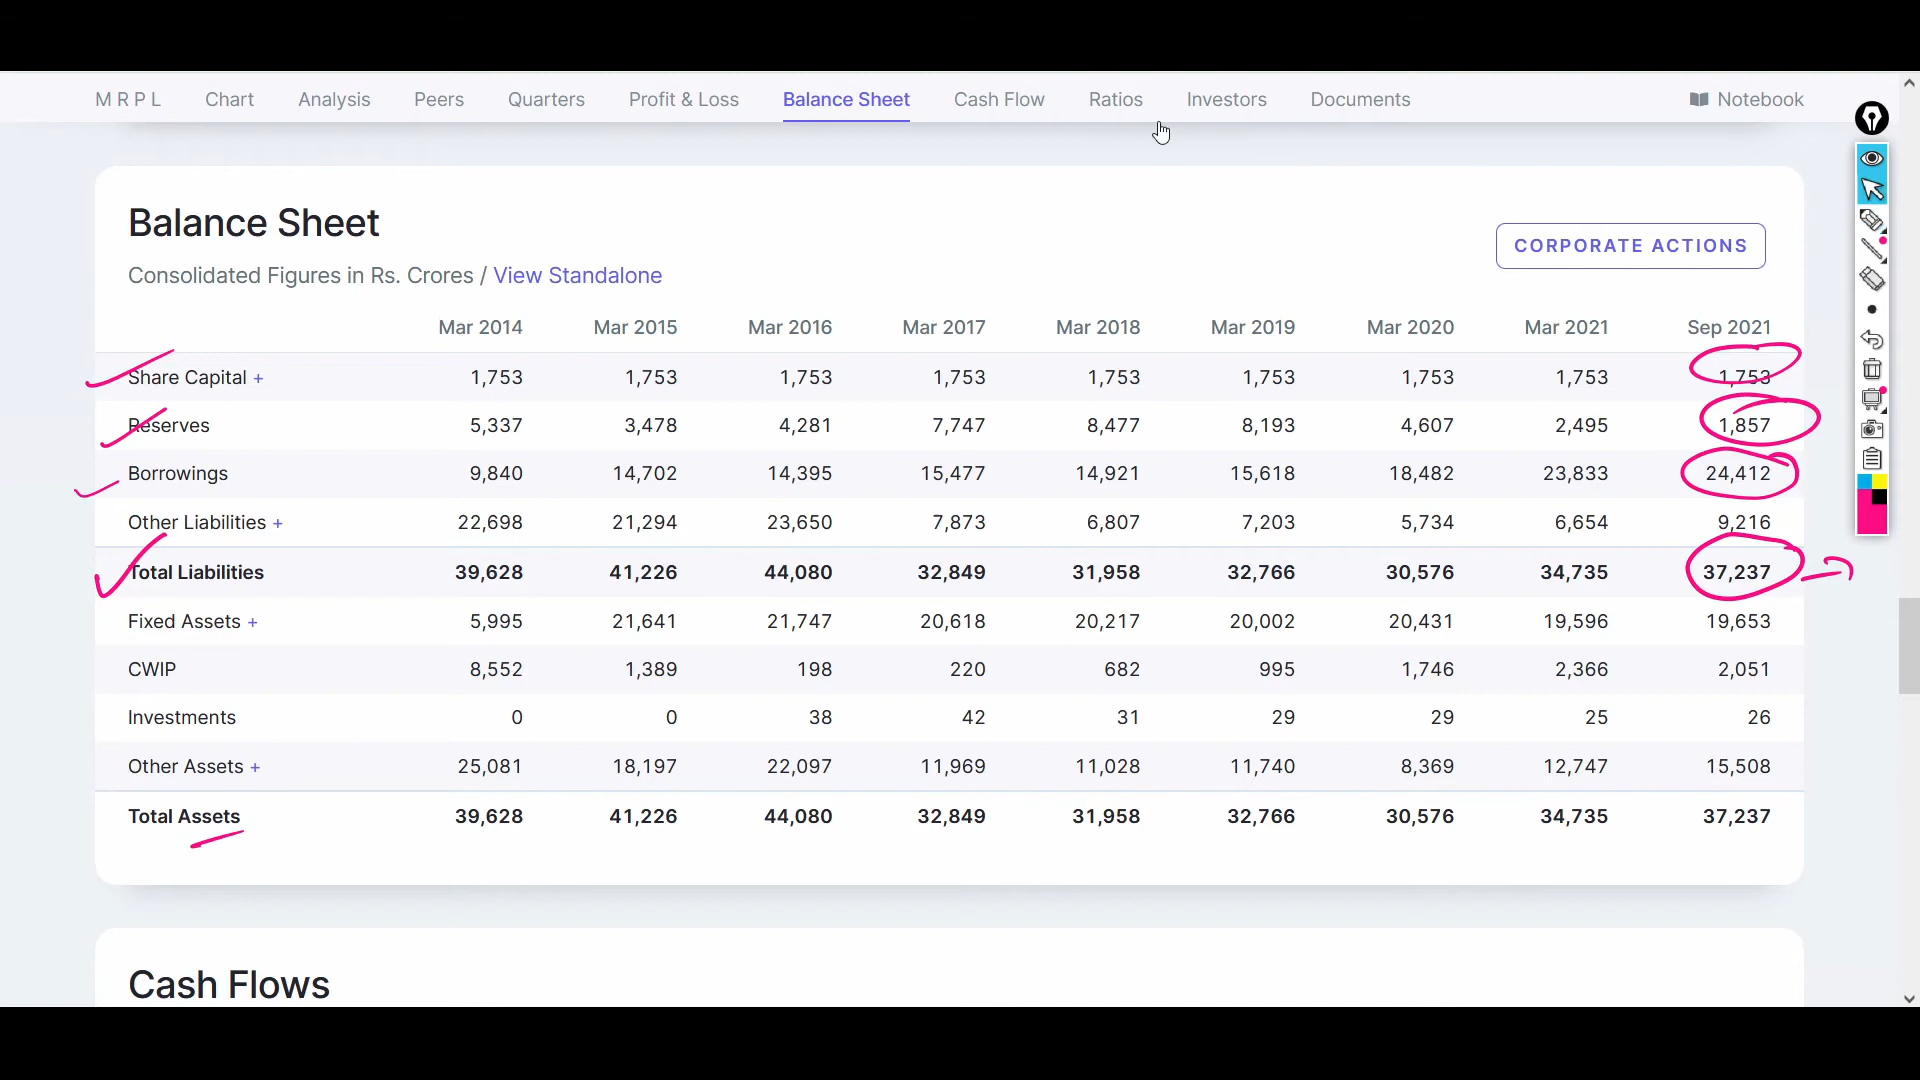 M R P L Chart Analysis Peers Quarters Profit & Loss Balance Sheet Cash Flow Ratios Investors Documents Notebook
Balance Sheet
CORPORATE ACTIONS
Consolidated Figures in Rs. Crores / View Standalone
Mar 2014 Mar 2015 Mar 2016 Mar 2017 Mar 2018 Mar 2019 Mar 2020 Mar 2021 Sep 2021
Share Capital + 1,753 1,753 1,753 1,753 1,753 1,753 1,753 1,753 1,753
Reserves 5,337 3,478 4,281 7,747 8,477 8,193 4,607 2,495 1,857
Borrowings 9,840 14,702 14,395 15,477 14,921 15,618 18,482 23,833 24,412
Other Liabilities + 22,698 21,294 23,650 7,873 6,807 7,203 5,734 6,654 9,216
Total Liabilities 39,628 41,226 44,080 32,849 31,958 32,766 30,576 34,735 37,237
Fixed Assets + 5,995 21,641 21,747 20,618 20,217 20,002 20,431 19,596 19,653
CWIP 8,552 1,389 198 220 682 995 1,746 2,366 2,051
Investments 0 0 38 42 31 29 29 25 26
Other Assets + 25,081 18,197 22,097 11,969 11,028 11,740 8,369 12,747 15,508
Total Assets 39,628 41,226 44,080 32,849 31,958 32,766 30,576 34,735 37,237
Cash Flows